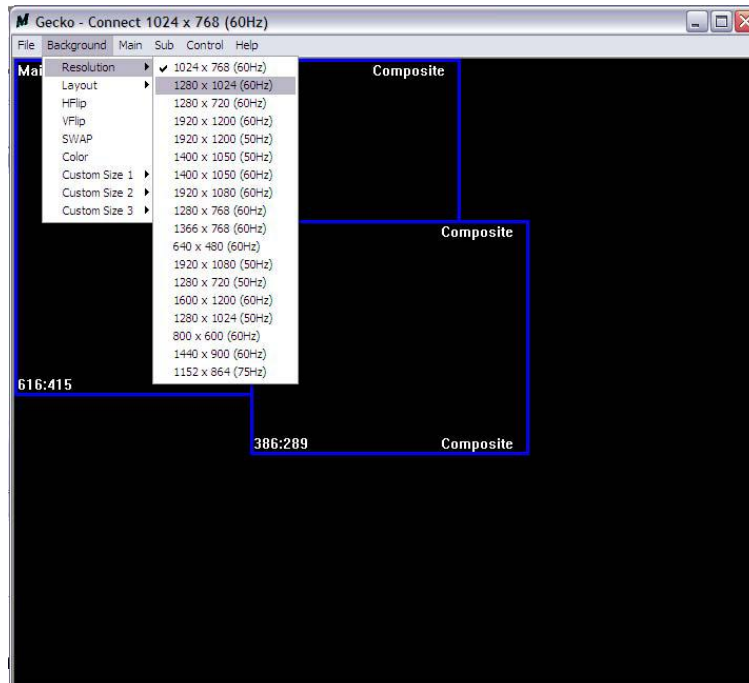 Gecko - Connect 1024 x 768 (60Hz)
File Background Main Sub Control Help
Mai
Composite
Resolution
Layout
HFlip
VFlip
SWAP
Color
Custom Size 1
Custom Size 2
Custom Size 3
1024 x 768 (60Hz)
1280 x 1024 (60Hz)
1280 x 720 (60Hz)
1920 x 1200 (60Hz)
1920 x 1200 (50Hz)
1400 x 1050 (50Hz)
1400 x 1050 (60Hz)
1920 x 1080 (60Hz)
1280 x 768 (60Hz)
1366 x 768 (60Hz)
640 x 480 (60Hz)
1920 x 1080 (50Hz)
1280 x 720 (50Hz)
1600 x 1200 (60Hz)
1280 x 1024 (50Hz)
800 x 600 (60Hz)
1440 x 900 (60Hz)
1152 x 864 (75Hz)
Composite
616:415
386:289 Composite